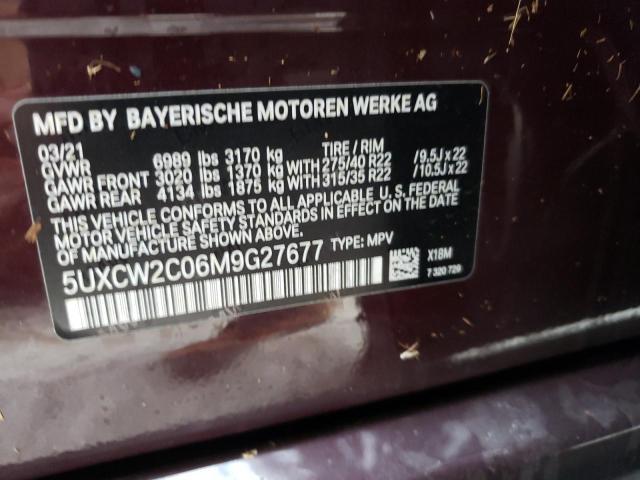 MFD BY BAYERISCHE MOTOREN WERKE AG
03/21 TIRE / RIM
GVWR 6989 lbs 3170 kg
GAWR FRONT 3020 lbs 1370 kg WITH 275/40 R22 /9.5J x 22
GAWR REAR 4134 lbs 1875 kg WITH 315/35 R22 /10.5J x 22
THIS VEHICLE CONFORMS TO ALL APPLICABLE U. S. FEDERAL
MOTOR VEHICLE SAFETY STANDARDS IN EFFECT ON THE DATE
OF MANUFACTURE SHOWN ABOVE.
5UXCW2C06M9G27677 TYPE: MPV
X18M
7 320 729